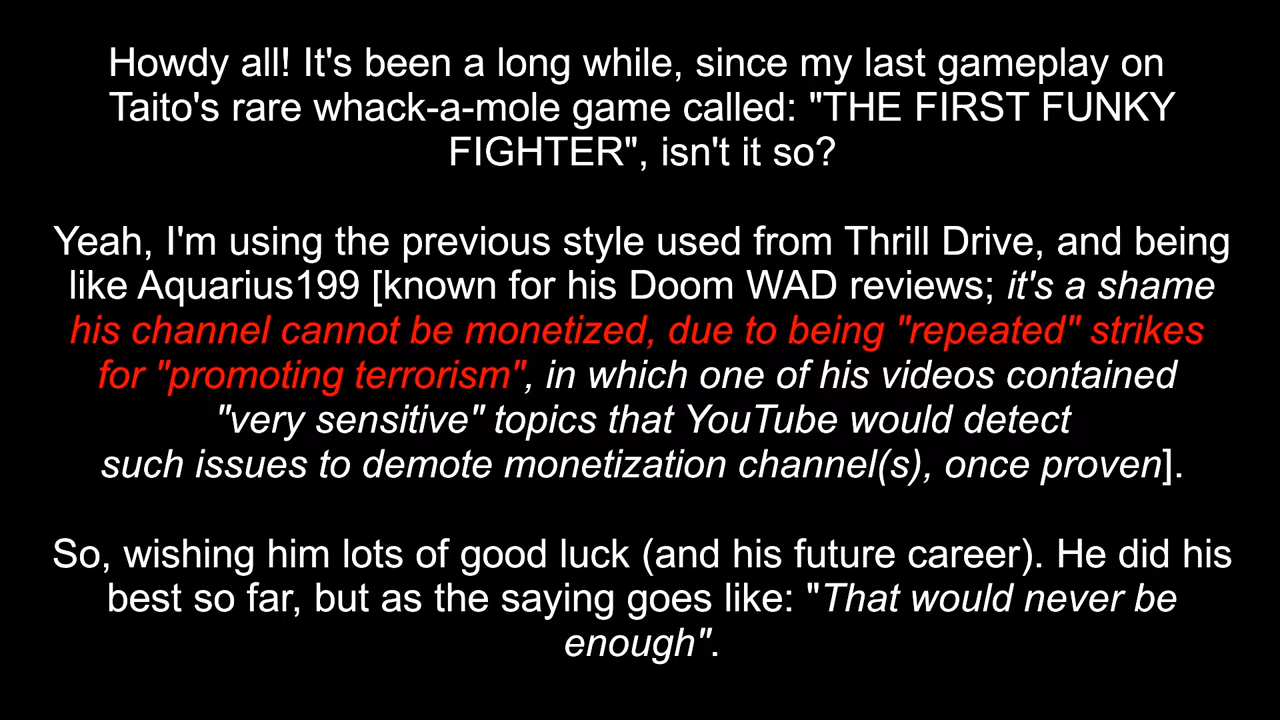 Howdy all! It's been a long while, since my last gameplay on
Taito's rare whack-a-mole game called: "THE FIRST FUNKY
FIGHTER", isn't it so?
Yeah, I'm using the previous style used from Thrill Drive, and being
like Aquarius199 [known for his Doom WAD reviews; it's a shame
his channel cannot be monetized, due to being "repeated" strikes
for "promoting terrorism", in which one of his videos contained
"very sensitive" topics that YouTube would detect
such issues to demote monetization channel(s), once proven].
So, wishing him lots of good luck (and his future career). He did his
best so far, but as the saying goes like: "That would never be
enough".